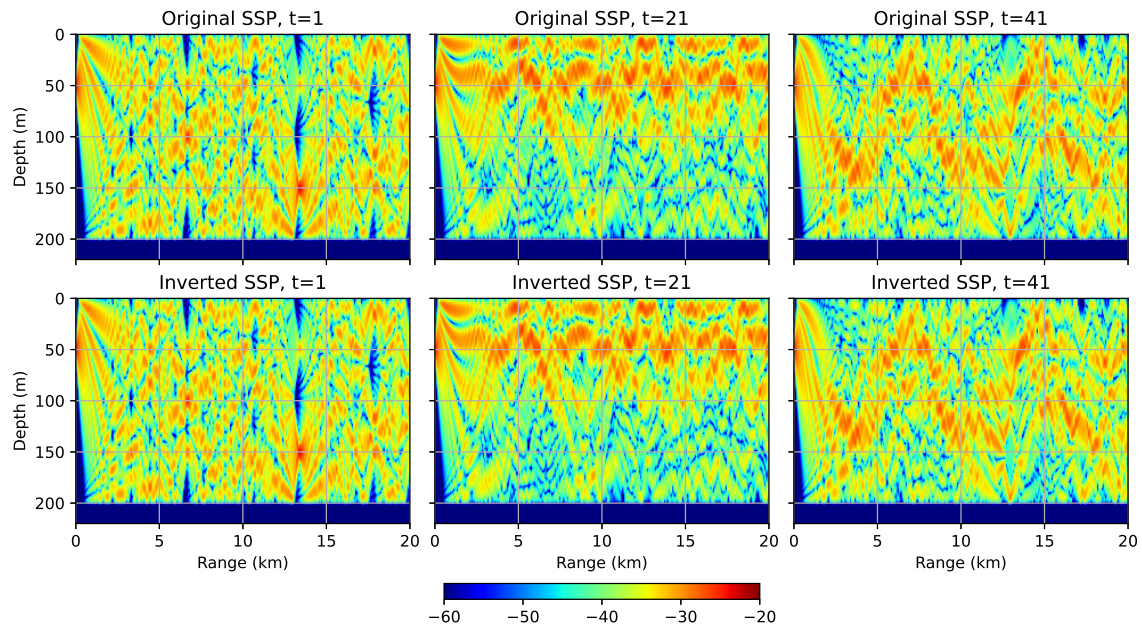 Original SSP, t=1
Original SSP, t=21
Original SSP, t=41
0
50
100
150
200
Depth (m)
Inverted SSP, t=1
Inverted SSP, t=21
Inverted SSP, t=41
0
50
100
150
200
Depth (m)
0 5 10 15 20
0 5 10 15 20
0 5 10 15 20
Range (km)
Range (km)
Range (km)
−60 −50 −40 −30 −20